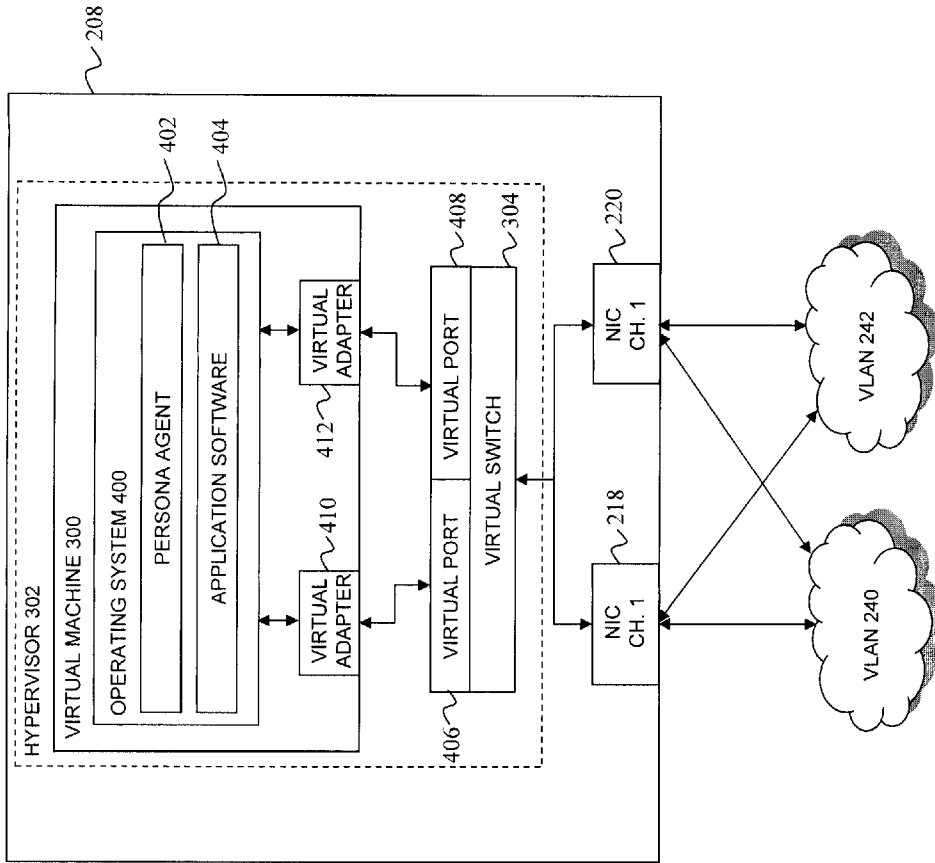 208
HYPERVISOR 302
VIRTUAL MACHINE 300
OPERATING SYSTEM 400
PERSONA AGENT
402
APPLICATION SOFTWARE
404
VIRTUAL
ADAPTER
410
VIRTUAL
ADAPTER
412
406
VIRTUAL PORT
VIRTUAL PORT
408
VIRTUAL SWITCH
304
NIC
CH. 1
218
NIC
CH. 1
220
VLAN 240
VLAN 242